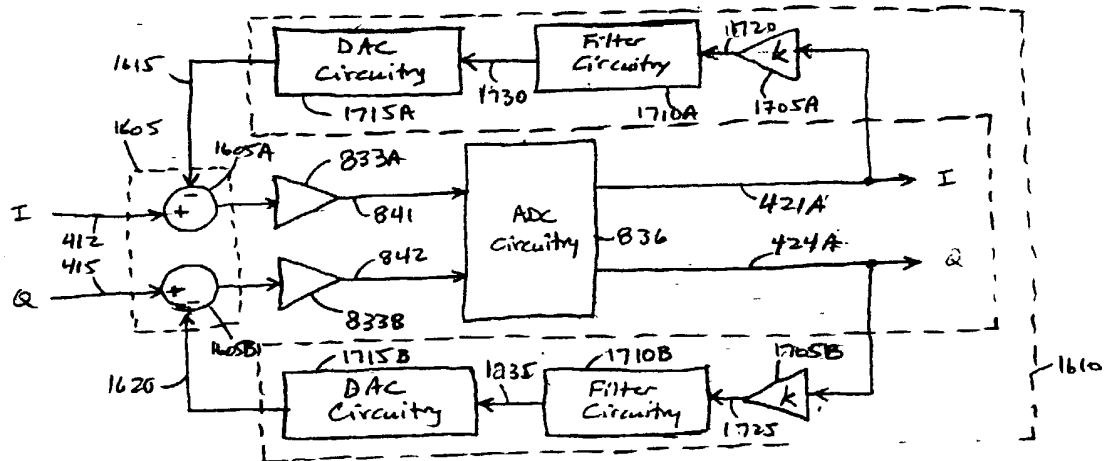 1615
DAC
Circuitry
1715A
1730
Filter
Circuitry
1710A
1720
k
1705A
1605
1605A
-
+
I
412
833A
841
ADC
Circuitry
836
421A
I
415
Q
+
-
1605B
833B
842
424A
Q
1620
1715B
DAC
Circuitry
1a35
1710B
Filter
Circuitry
1725
1705B
k
1610